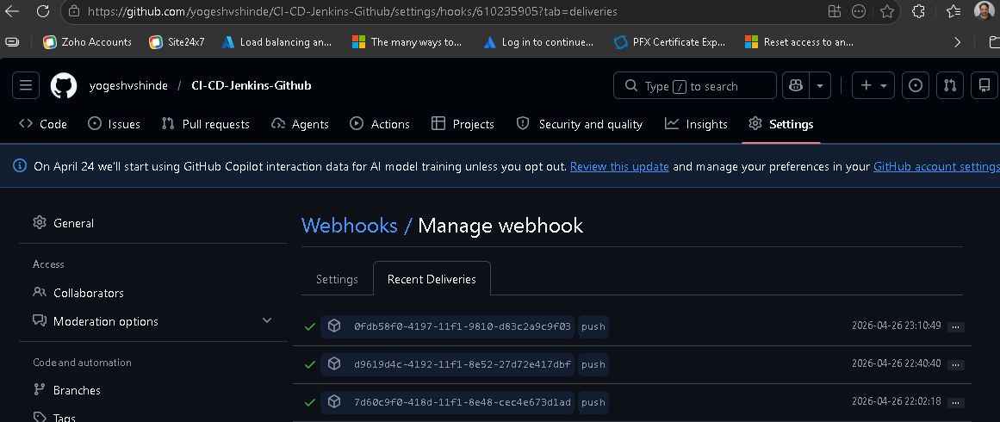 https://github.com/yogeshvshinde/CI-CD-Jenkins-Github/settings/hooks/610235905?tab=deliveries
Zoho Accounts Site24x7 Load balancing an... The many ways to... Log in to continue... PFX Certificate Exp... Reset access to an...
yogeshvshinde / CI-CD-Jenkins-Github Type / to search
Code Issues Pull requests Agents Actions Projects Security and quality Insights Settings
On April 24 we'll start using GitHub Copilot interaction data for AI model training unless you opt out. Review this update and manage your preferences in your GitHub account settings
General
Webhooks / Manage webhook
Access
Settings Recent Deliveries
Collaborators
Moderation options
0fdb58f0-4197-11f1-9810-d83c2a9c9f03 push 2026-04-26 23:10:49 ...
Code and automation
d9619d4c-4192-11f1-8e52-27d72e417dbf push 2026-04-26 22:40:40 ...
Branches
7d60c9f0-418d-11f1-8e48-cec4e673d1ad push 2026-04-26 22:02:18 ...
Tags